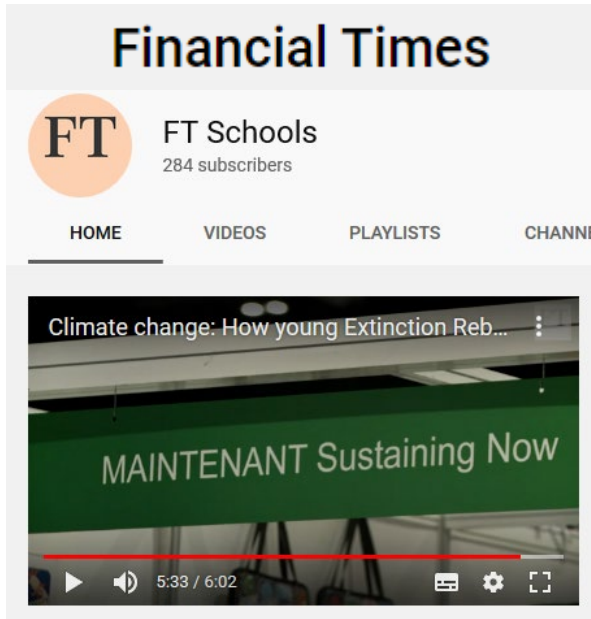 Financial Times
FT
FT Schools
284 subscribers
HOME VIDEOS PLAYLISTS CHANNE
Climate change: How young Extinction Reb...
MAINTENANT Sustaining Now
5:33 / 6:02